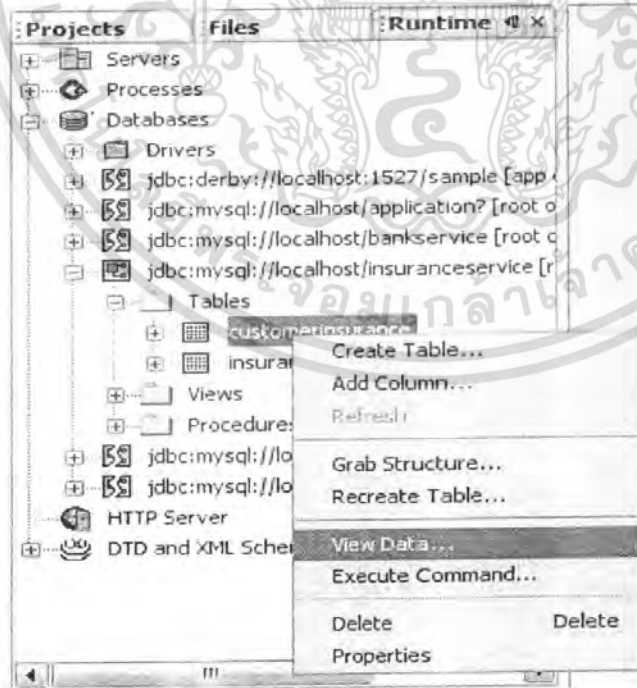 Projects Files Runtime
Servers
Processes
Databases
Drivers
jdbc:derby://localhost:1527/sample [app
jdbc:mysql://localhost/application? [root o
jdbc:mysql://localhost/bankservice [root o
jdbc:mysql://localhost/insuranceservice [r
Tables
customerinsurance
Create Table...
insuran
Add Column...
Views
Refresh
Procedures
Grab Structure...
jdbc:mysql://lo
Recreate Table...
jdbc:mysql://lo
HTTP Server
View Data...
DTD and XML Schem
Execute Command...
Delete Delete
Properties